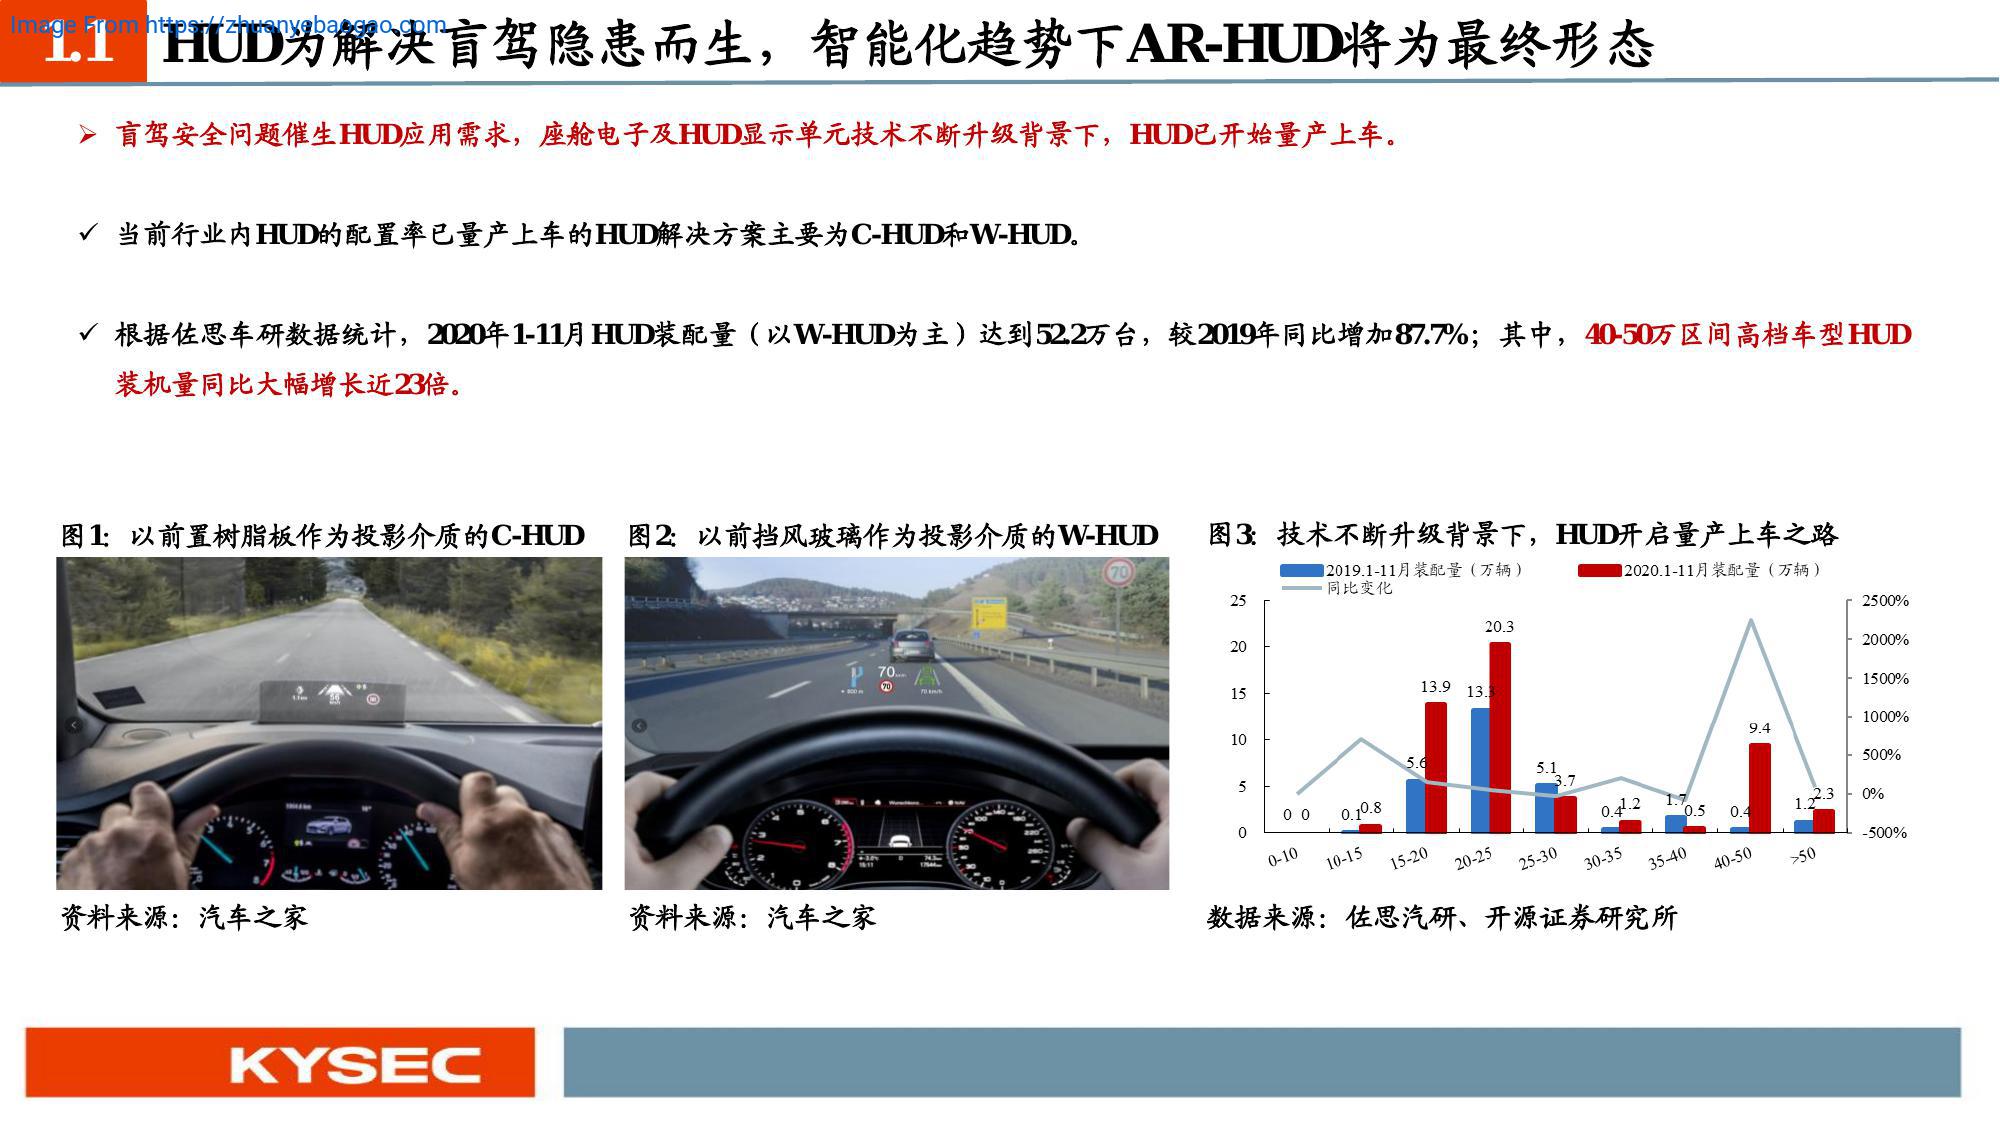 Image From https://zhuanyebaogao.com
1.1 HUD为解决盲驾隐患而生，智能化趋势下AR-HUD将为最终形态
盲驾安全问题催生HUD应用需求，座舱电子及HUD显示单元技术不断升级背景下，HUD已开始量产上车。
当前行业内HUD的配置率已量产上车的HUD解决方案主要为C-HUD和W-HUD。
根据佐思车研数据统计，2020年1-11月HUD装配量（以W-HUD为主）达到52.2万台，较2019年同比增加87.7%；其中，40-50万区间高档车型HUD
装机量同比大幅增长近23倍。
图1：以前置树脂板作为投影介质的C-HUD
图2：以前挡风玻璃作为投影介质的W-HUD
70
70
70
图3：技术不断升级背景下，HUD开启量产上车之路
2019.1-11月装配量（万辆）
2020.1-11月装配量（万辆）
同比变化
25
20
15
10
5
0
2500%
2000%
1500%
1000%
500%
0%
-500%
0 0
0.1 0.8
5.6 13.9
13.3 20.3
5.1 3.7
0.4 1.2
1.7 0.5
0.4 9.4
1.2 2.3
0-10 10-15 15-20 20-25 25-30 30-35 35-40 40-50 >50
资料来源：汽车之家
资料来源：汽车之家
数据来源：佐思汽研、开源证券研究所
KYSEC